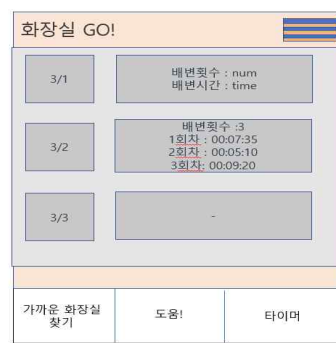 화장실 GO!
3/1
배변횟수 : num
배변시간 : time
3/2
배변횟수 :3
1회차 : 00:07:35
2회차 : 00:05:10
3회차: 00:09:20
3/3
-
가까운 화장실
찾기
도움!
타이머